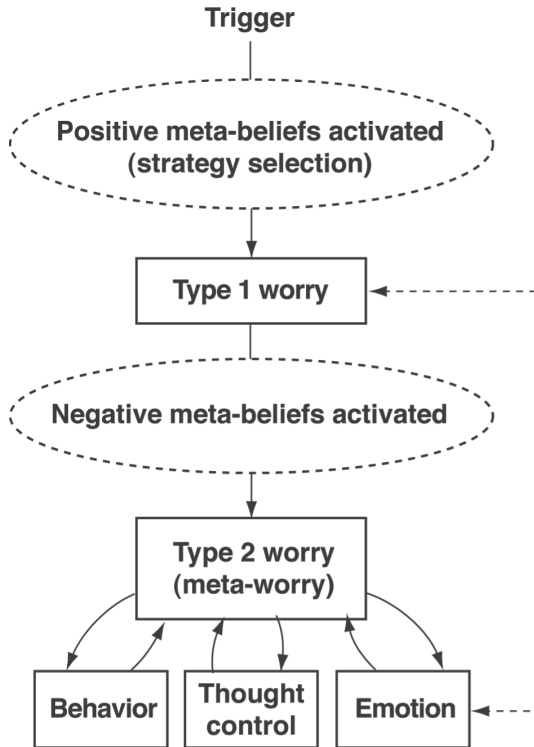 Trigger
Positive meta-beliefs activated
(strategy selection)
Type 1 worry
Negative meta-beliefs activated
Type 2 worry
(meta-worry)
Behavior
Thought
control
Emotion